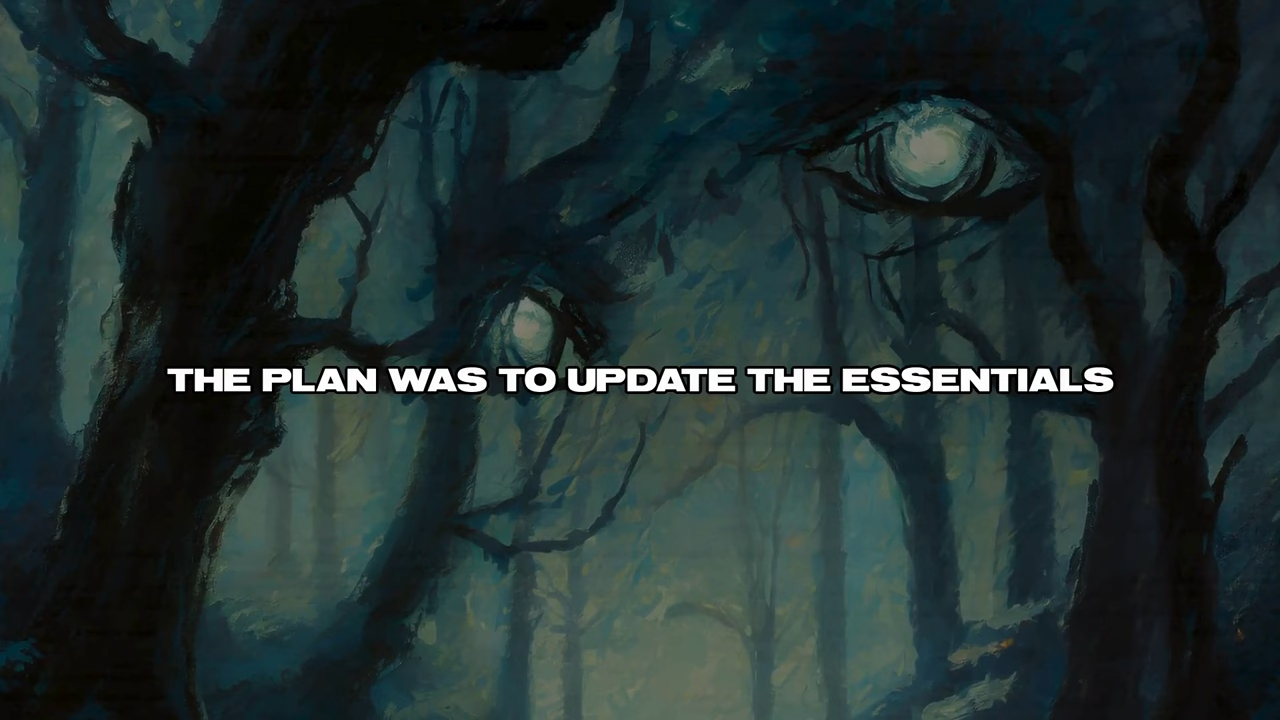 THE PLAN WAS TO UPDATE THE ESSENTIALS